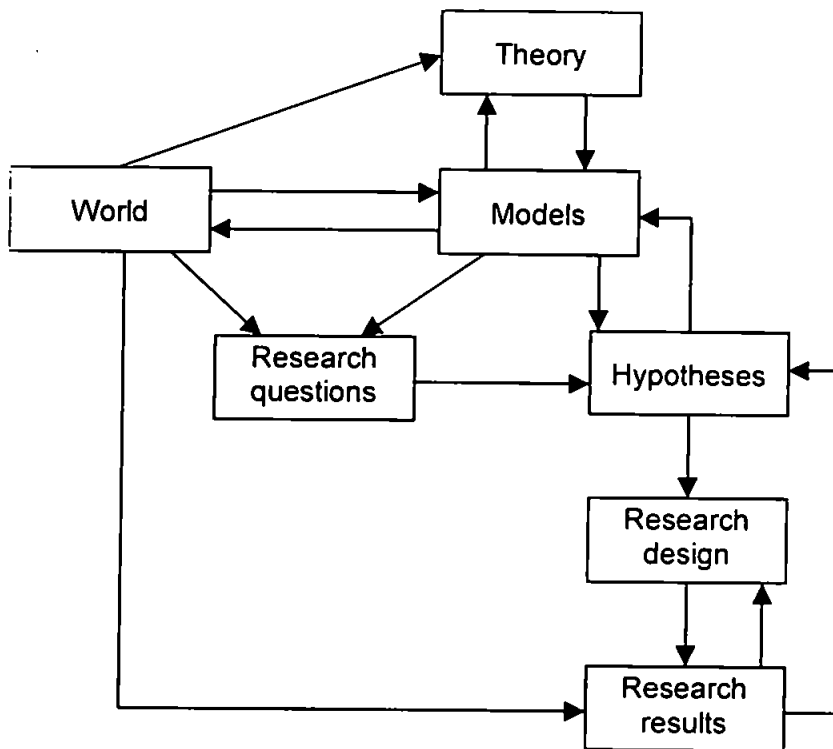 Theory
World
Models
Research
questions
Hypotheses
Research
design
Research
results